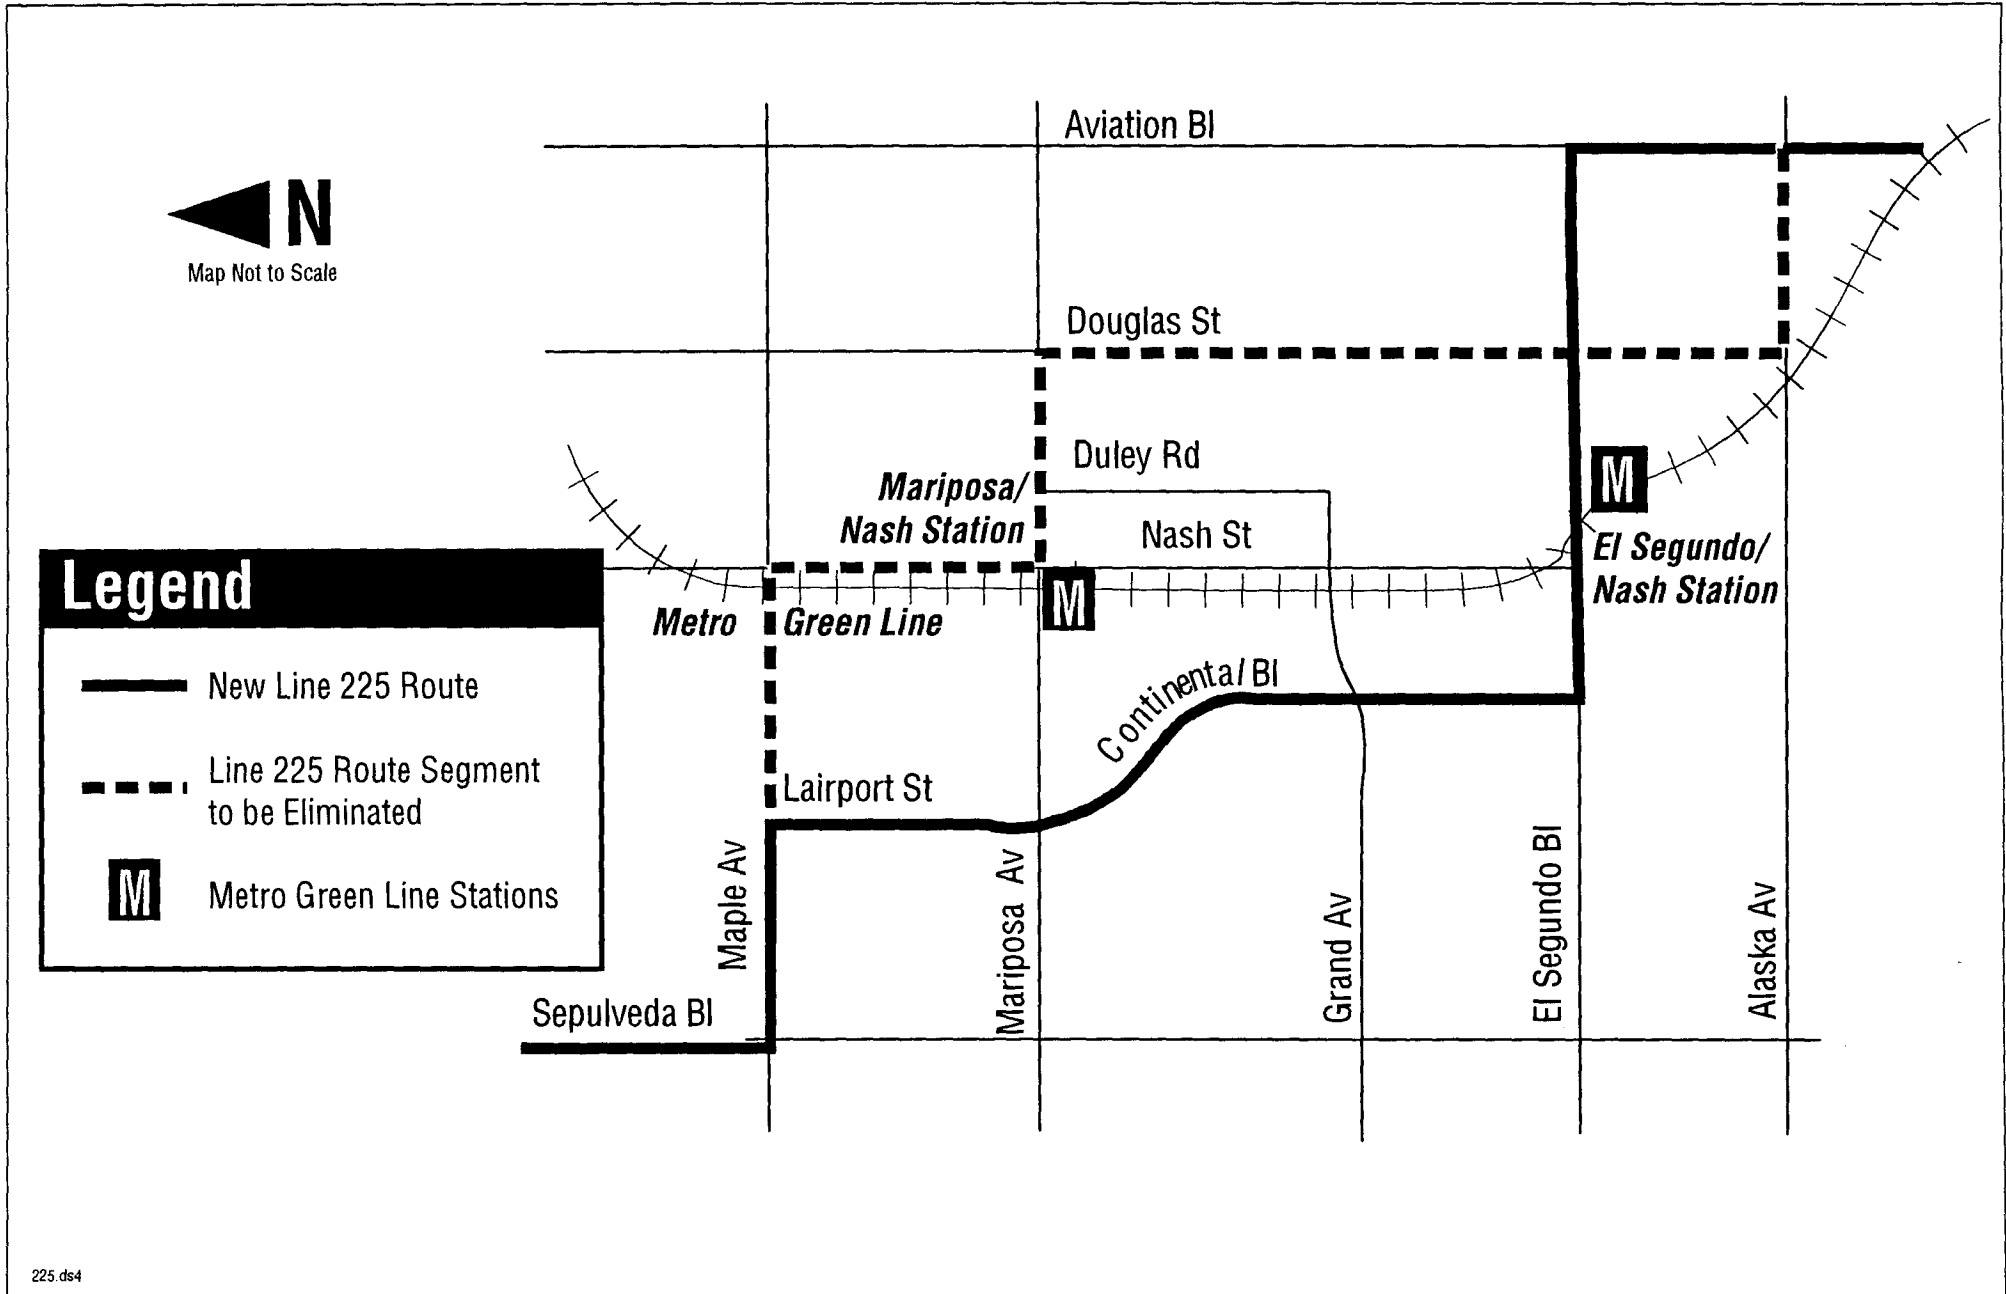 Aviation Bl
N
Map Not to Scale
Douglas St
Duley Rd
Mariposa/
Nash Station
Nash St
M
El Segundo/
Nash Station
M
Metro Green Line
Legend
New Line 225 Route
Line 225 Route Segment
to be Eliminated
M
Metro Green Line Stations
Continental Bl
Lairport St
Maple Av
Mariposa Av
Grand Av
El Segundo Bl
Alaska Av
Sepulveda Bl
225.ds4